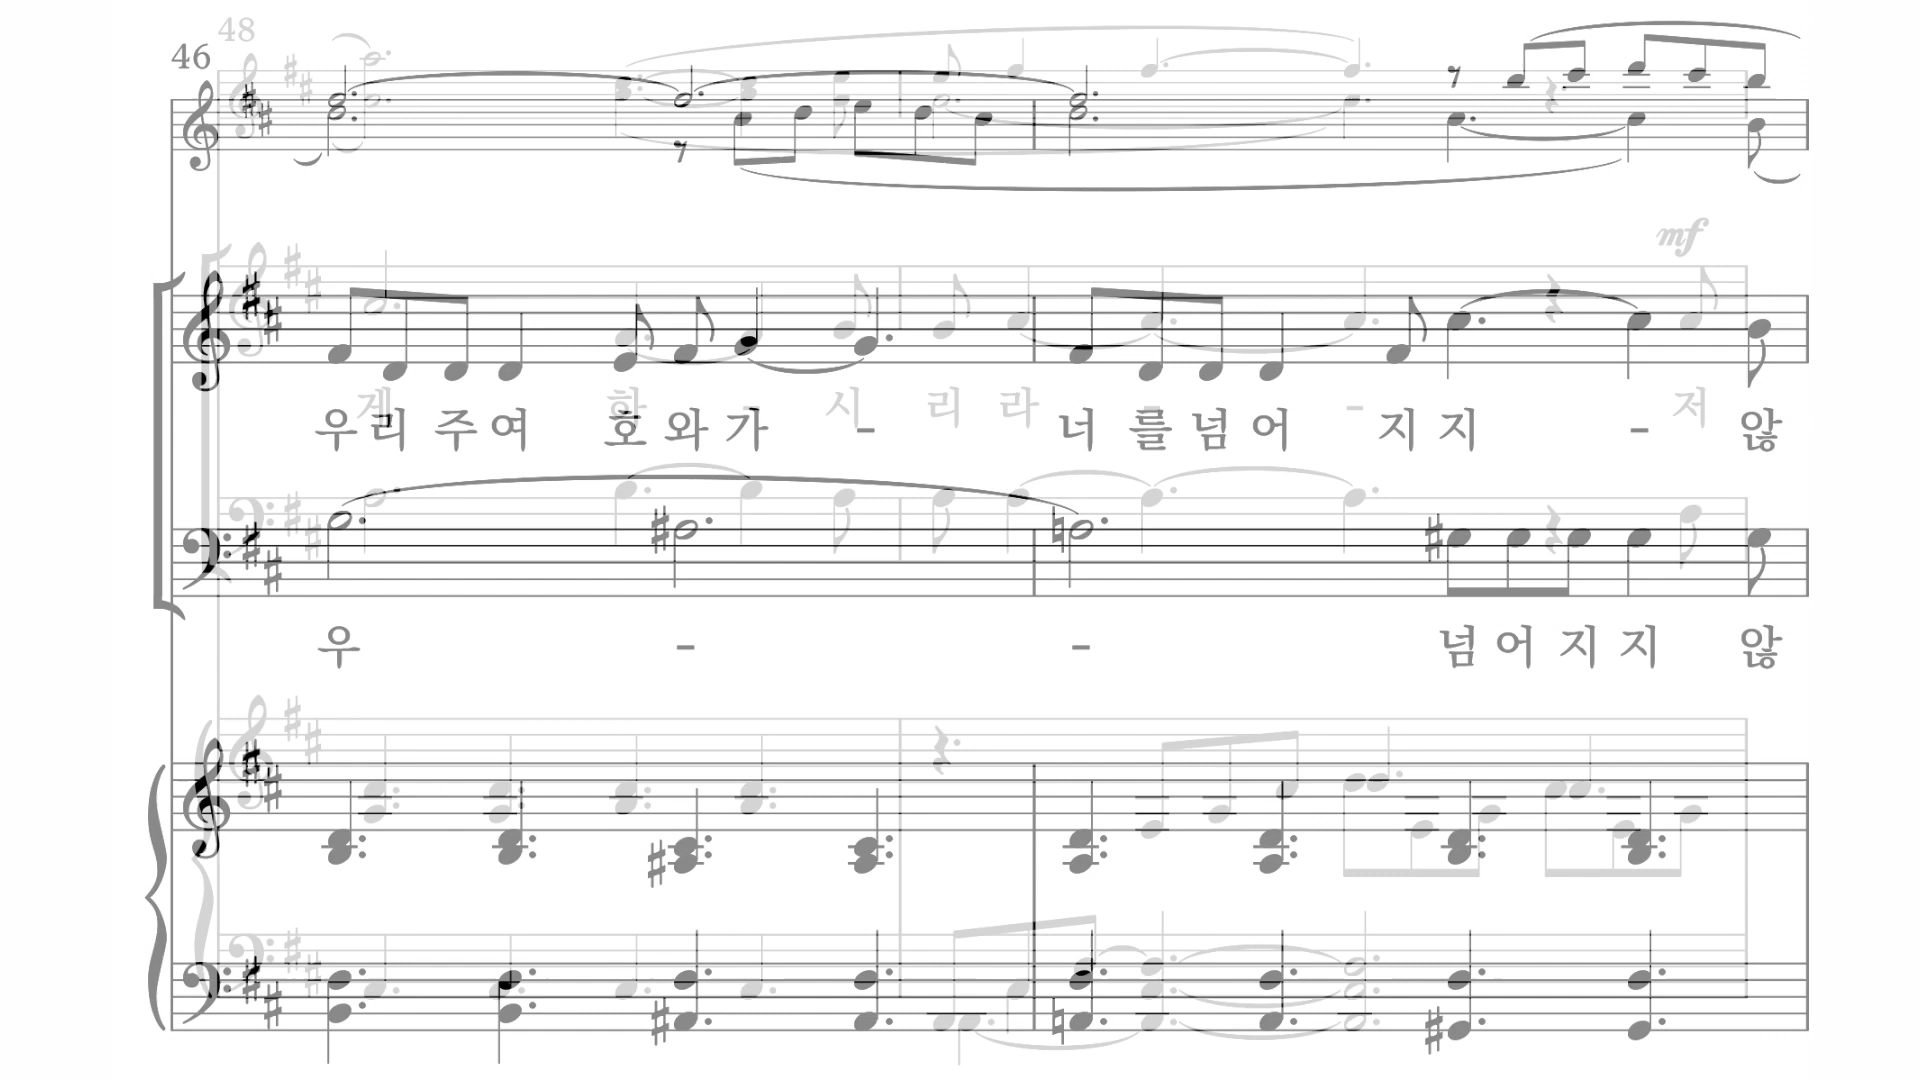 48
46
mf
게 하 - 시 리 라 - - 저
우 리 주 여 호 와 가 - 너 를 넘 어 지 지 - 않
우 - - 넘 어 지 지 않